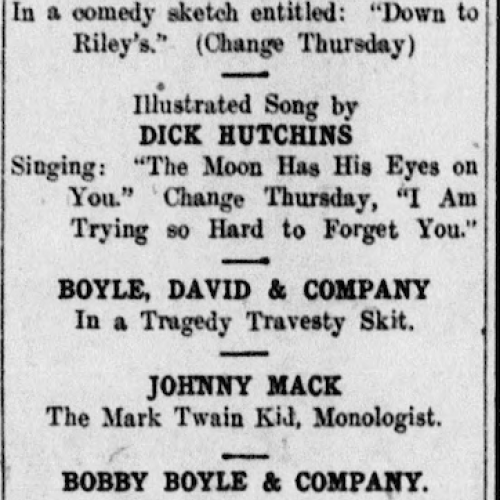 In a comedy sketch entitled: "Down to
Riley's." (Change Thursday)
Illustrated Song by
DICK HUTCHINS
Singing: "The Moon Has His Eyes on
You." Change Thursday, "I Am
Trying so Hard to Forget You."
BOYLE, DAVID & COMPANY
In a Tragedy Travesty Skit.
JOHNNY MACK
The Mark Twain Kid, Monologist.
BOBBY BOYLE & COMPANY.